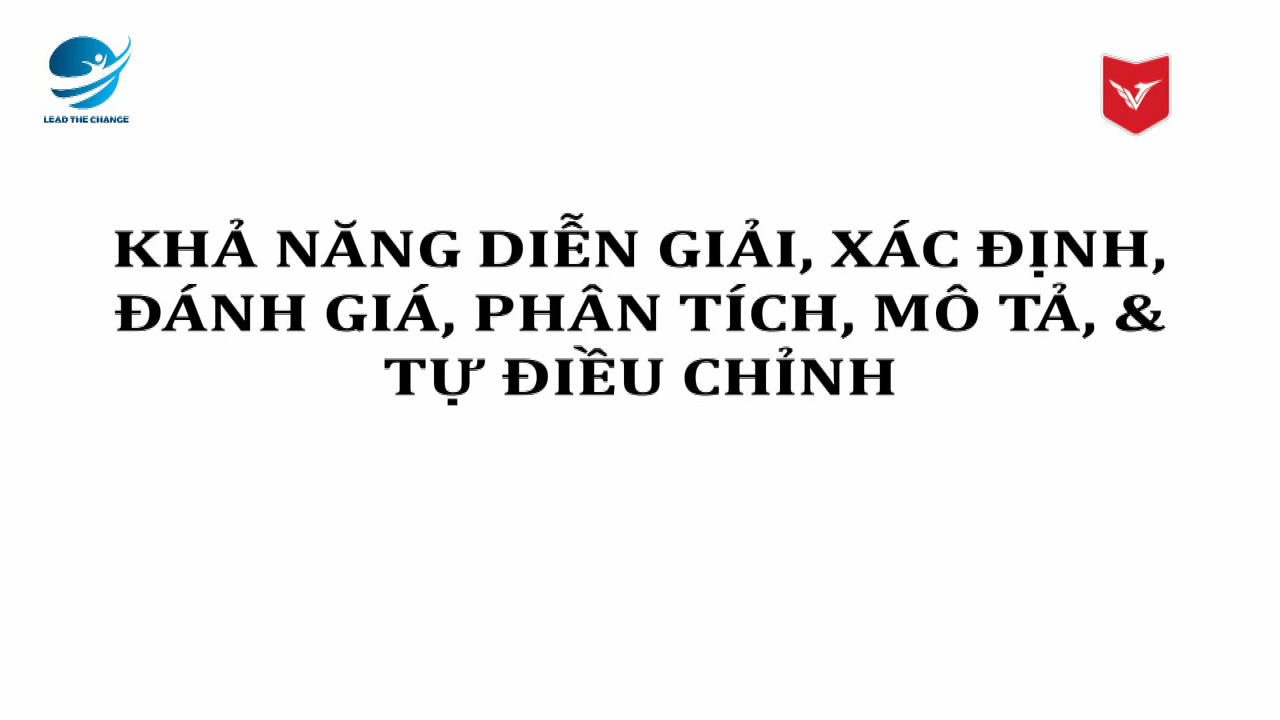 LEAD THE CHANGE
KHẢ NĂNG DIỄN GIẢI, XÁC ĐỊNH,
ĐÁNH GIÁ, PHÂN TÍCH, MÔ TẢ, &
TỰ ĐIỀU CHỈNH